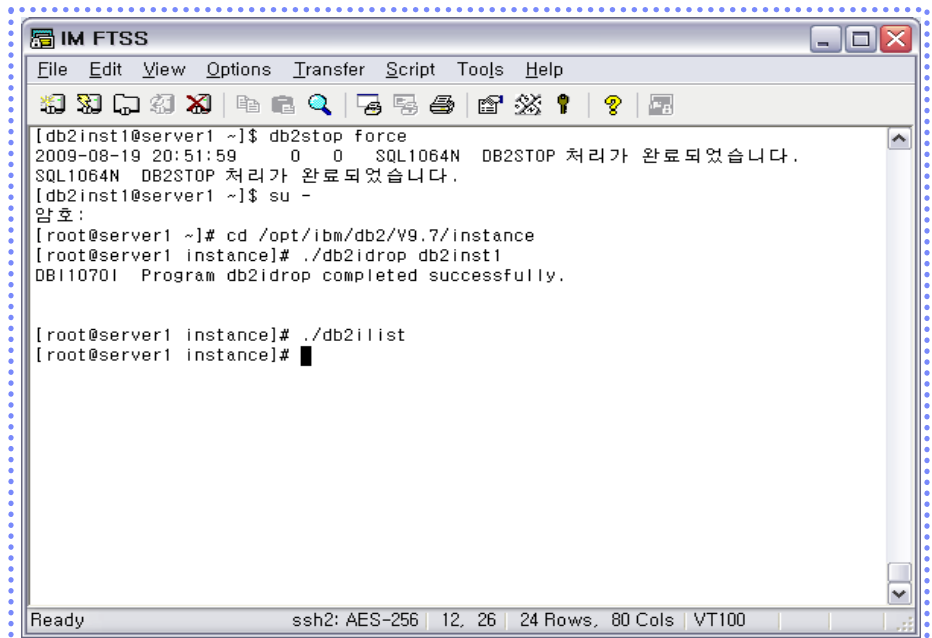 IM FTSS
File Edit View Options Transfer Script Tools Help
[db2inst1@server1 ~]$ db2stop force
2009-08-19 20:51:59 0 0 SQL1064N DB2STOP 처리가 완료되었습니다.
SQL1064N DB2STOP 처리가 완료되었습니다.
[db2inst1@server1 ~]$ su -
암호:
[root@server1 ~]# cd /opt/ibm/db2/V9.7/instance
[root@server1 instance]# ./db2idrop db2inst1
DBI1070I Program db2idrop completed successfully.
[root@server1 instance]# ./db2ilist
[root@server1 instance]#
Ready ssh2: AES-256 12, 26 24 Rows, 80 Cols VT100